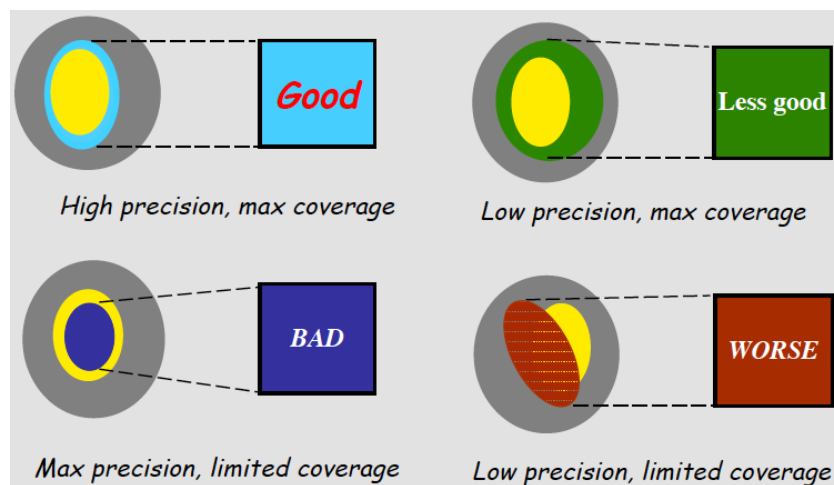 Good
Less good
High precision, max coverage
Low precision, max coverage
BAD
WORSE
Max precision, limited coverage
Low precision, limited coverage